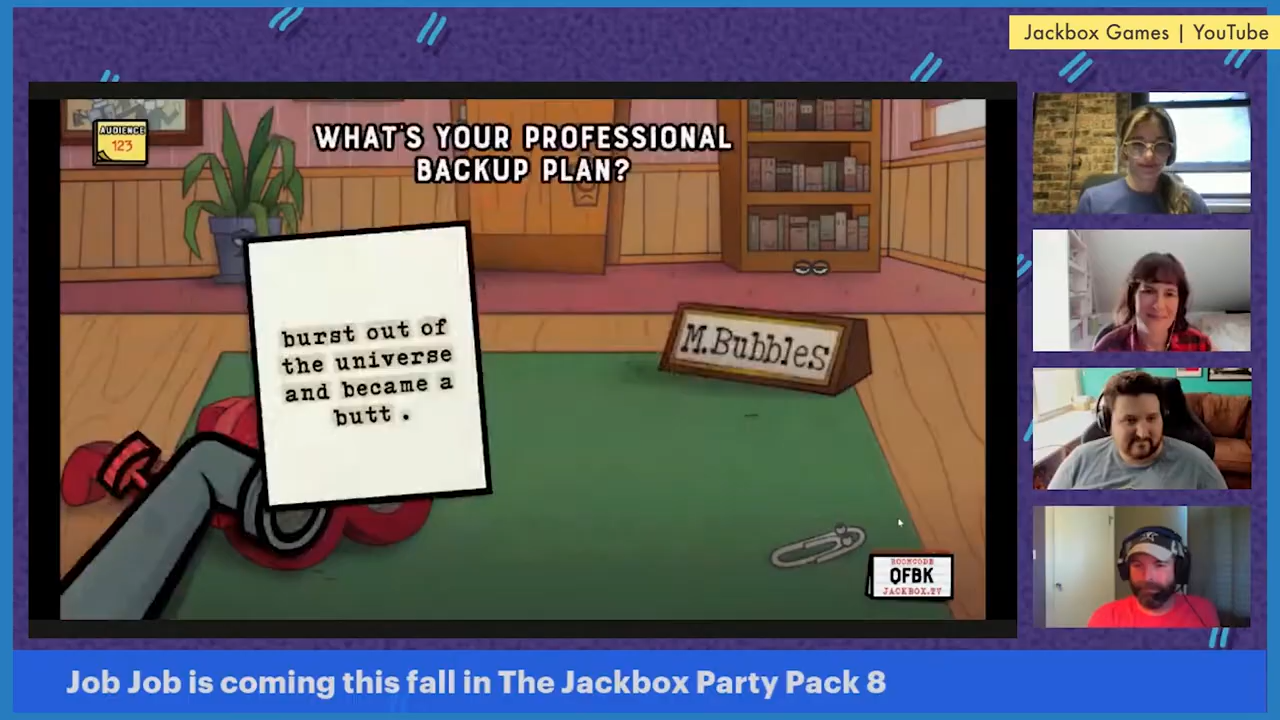 Jackbox Games | YouTube
AUDIENCE
123
WHAT'S YOUR PROFESSIONAL
BACKUP PLAN?
burst out of
the universe
and became a
butt .
M.Bubbles
ROOMCODE
QFBK
JACKBOX.TV
Job Job is coming this fall in The Jackbox Party Pack 8